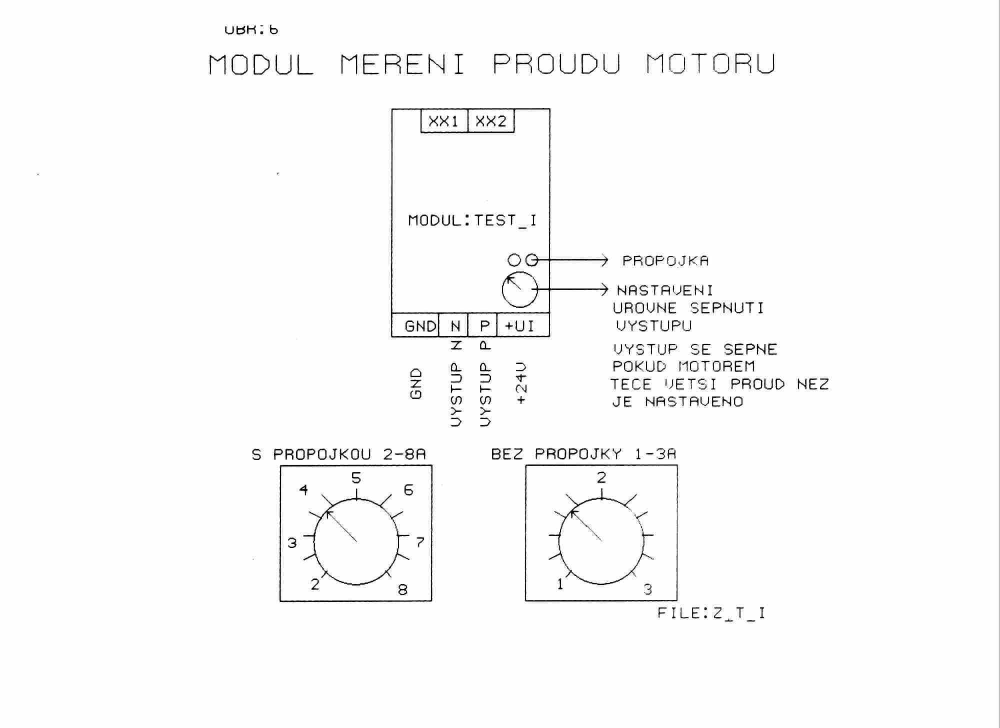 OBR:6
MODUL MERENI PROUDU MOTORU
XX1 XX2
MODUL:TEST_I
PROPOJKA
NASTAVENI
UROVNE SEPNUTI
VYSTUPU
GND N P +UI
GND
VYSTUP N
VYSTUP P
+24V
VYSTUP SE SEPNE
POKUD MOTOREM
TECE VETSI PROUD NEZ
JE NASTAVENO
S PROPOJKOU 2-8A
2
3
4
5
6
7
8
BEZ PROPOJKY 1-3A
1
2
3
FILE:Z_T_I